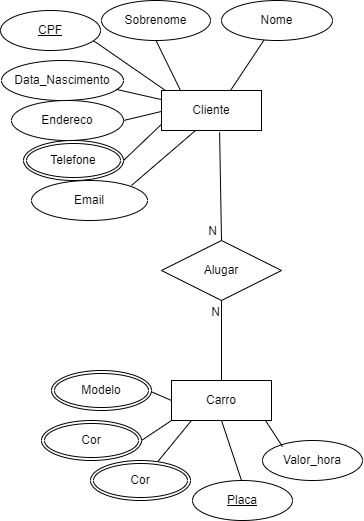 Sobrenome
Nome
CPF
Data_Nascimento
Cliente
Endereco
Telefone
Email
N
Alugar
N
Modelo
Carro
Cor
Valor_hora
Cor
Placa